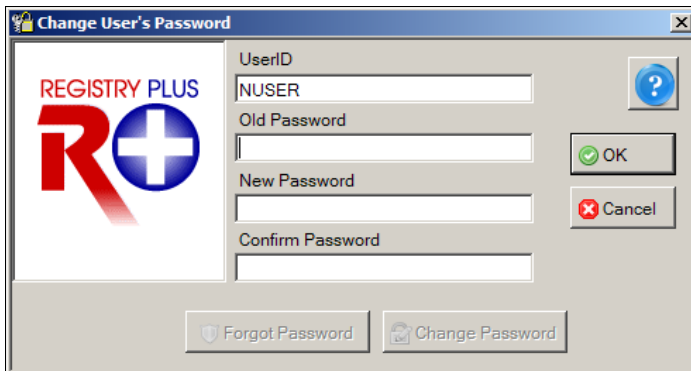 Change User's Password
REGISTRY PLUS
R
UserID
NUSER
Old Password
New Password
Confirm Password
?
OK
Cancel
Forgot Password
Change Password